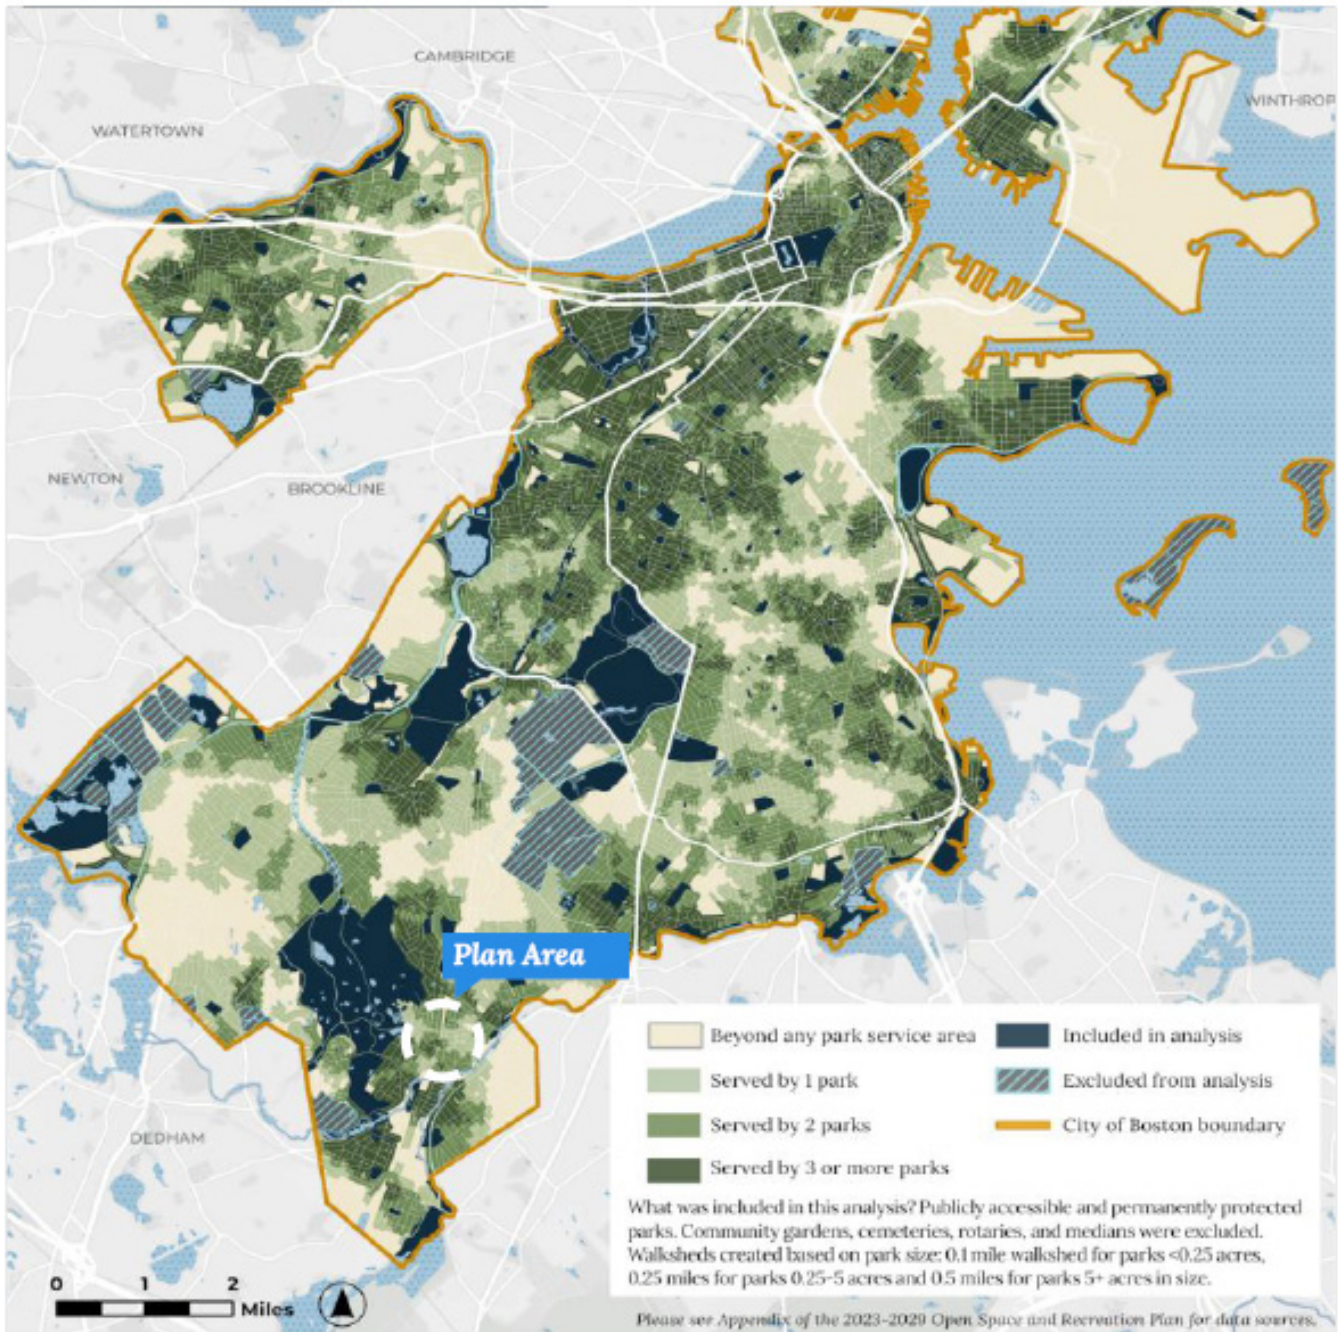 CAMBRIDGE
WATERTOWN
WINTHROP
NEWTON
BROOKLINE
Plan Area
DEDHAM
Beyond any park service area
Included in analysis
Served by 1 park
Excluded from analysis
Served by 2 parks
City of Boston boundary
Served by 3 or more parks
What was included in this analysis? Publicly accessible and permanently protected
parks. Community gardens, cemeteries, rotaries, and medians were excluded.
Walksheds created based on park size: 0.1 mile walkshed for parks <0.25 acres,
0.25 miles for parks 0.25-5 acres and 0.5 miles for parks 5+ acres in size.
0 1 2
Miles
Please see Appendix of the 2023-2029 Open Space and Recreation Plan for data sources.